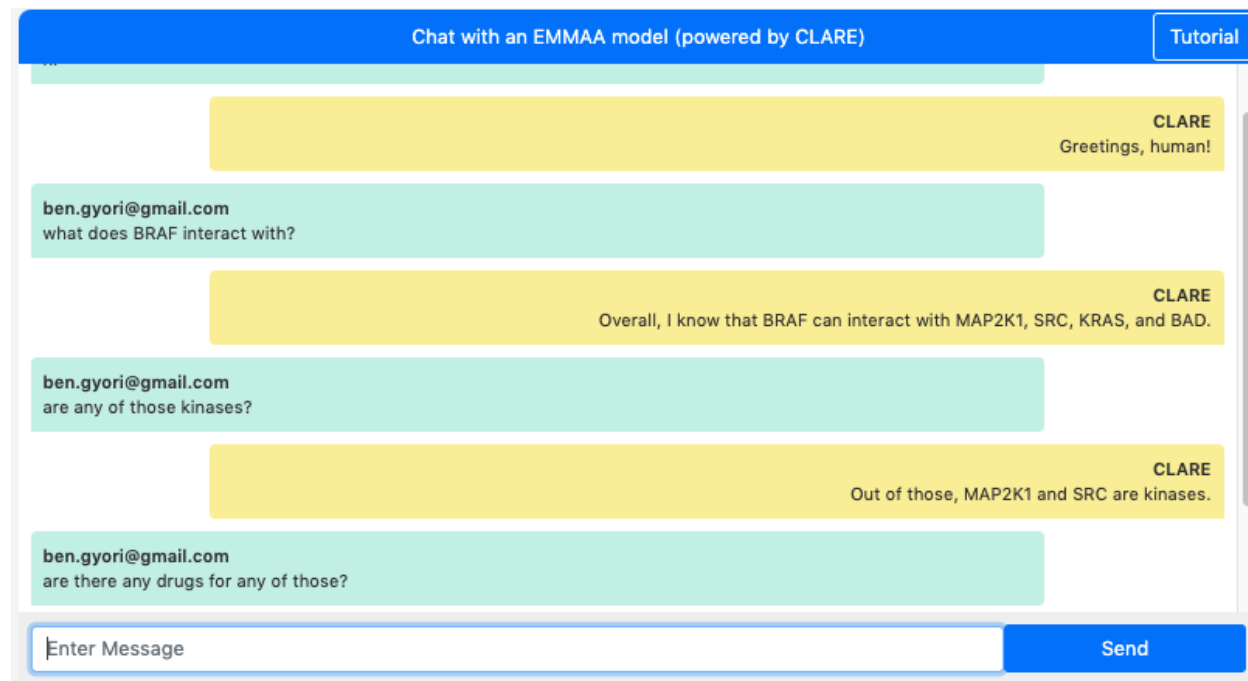 Chat with an EMMAA model (powered by CLARE)
Tutorial
CLARE
Greetings, human!
ben.gyori@gmail.com
what does BRAF interact with?
CLARE
Overall, I know that BRAF can interact with MAP2K1, SRC, KRAS, and BAD.
ben.gyori@gmail.com
are any of those kinases?
CLARE
Out of those, MAP2K1 and SRC are kinases.
ben.gyori@gmail.com
are there any drugs for any of those?
Enter Message
Send